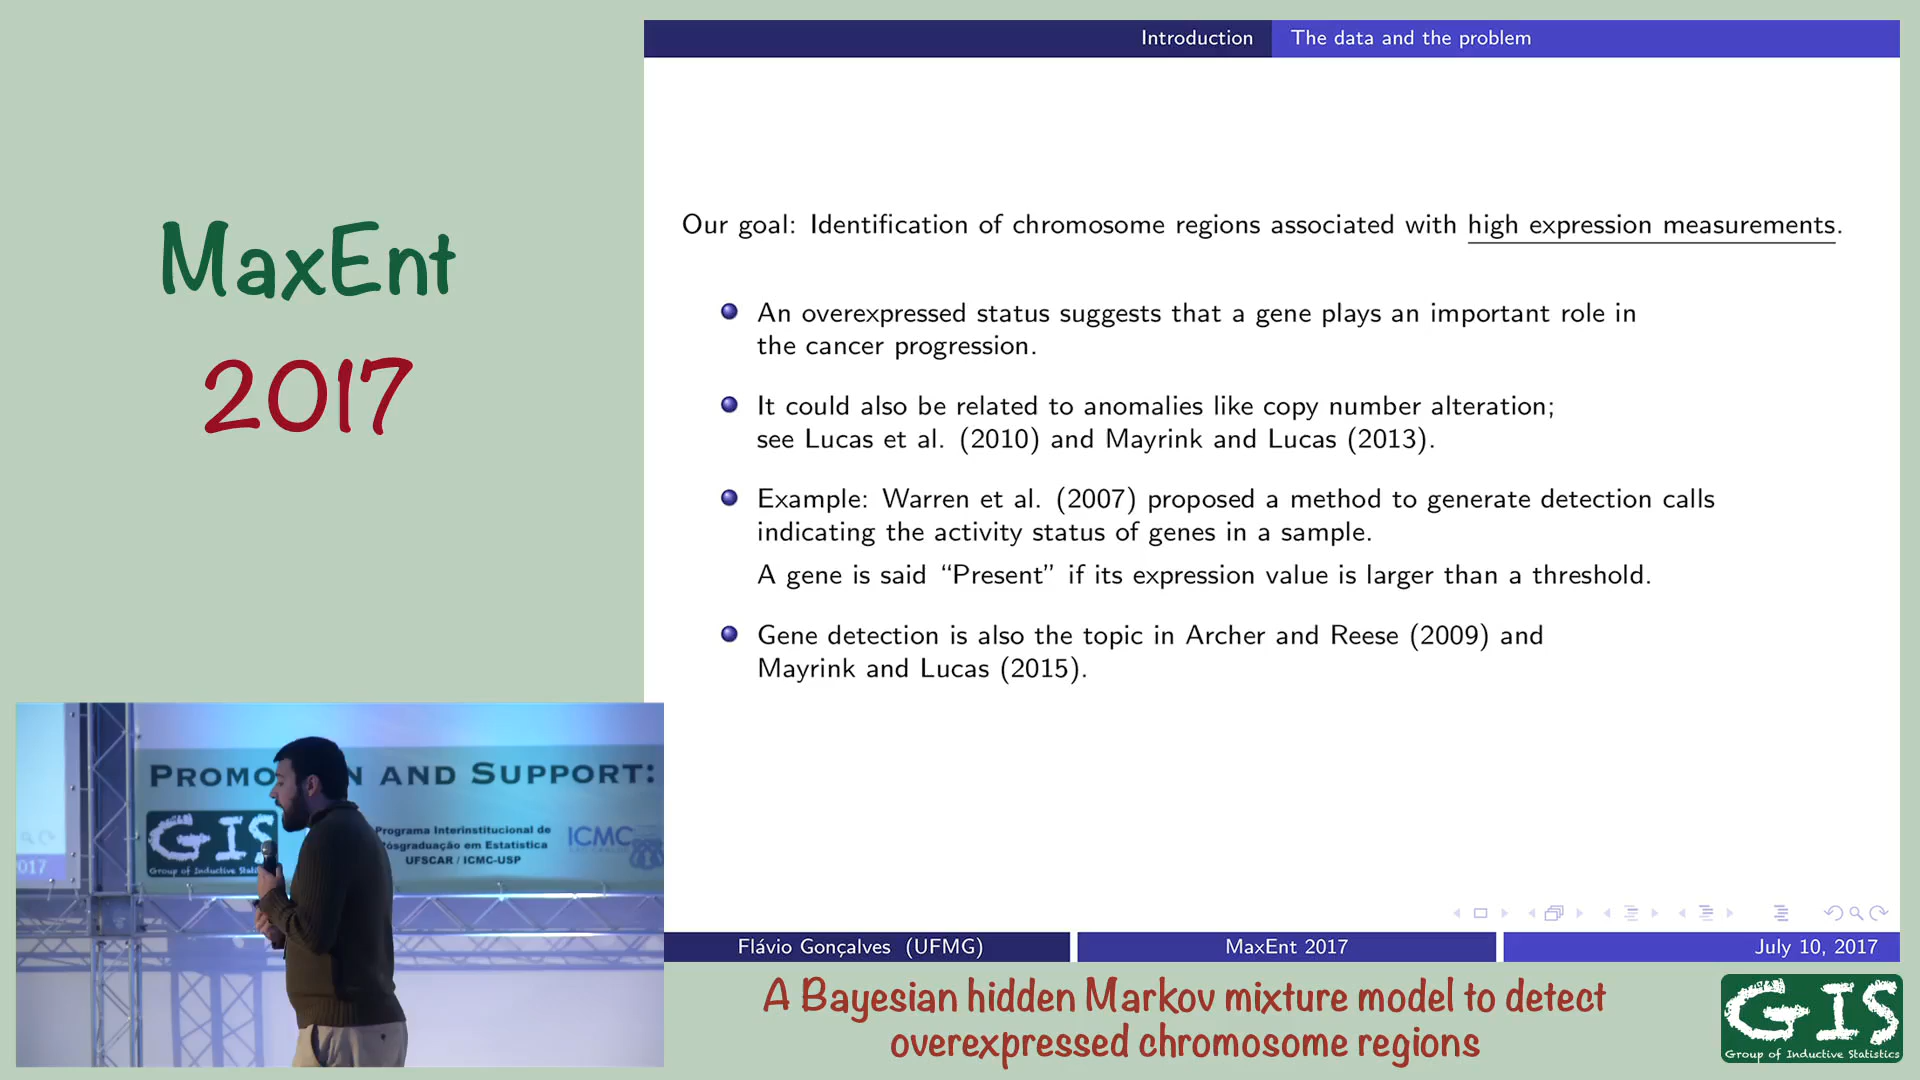 Introduction
The data and the problem
MaxEnt
2017
Our goal: Identification of chromosome regions associated with high expression measurements.
An overexpressed status suggests that a gene plays an important role in
the cancer progression.
It could also be related to anomalies like copy number alteration;
see Lucas et al. (2010) and Mayrink and Lucas (2013).
Example: Warren et al. (2007) proposed a method to generate detection calls
indicating the activity status of genes in a sample.
A gene is said “Present” if its expression value is larger than a threshold.
Gene detection is also the topic in Archer and Reese (2009) and
Mayrink and Lucas (2015).
AND SUPPORT:
GIS
Group of Inductive
Programa Interinstitucional de
Pósgraduação em Estatística
UFSCAR / ICMC-USP
ICMC
017
Flávio Gonçalves (UFMG)
MaxEnt 2017
July 10, 2017
A Bayesian hidden Markov mixture model to detect
overexpressed chromosome regions
GIS
Group of Inductive Statistics